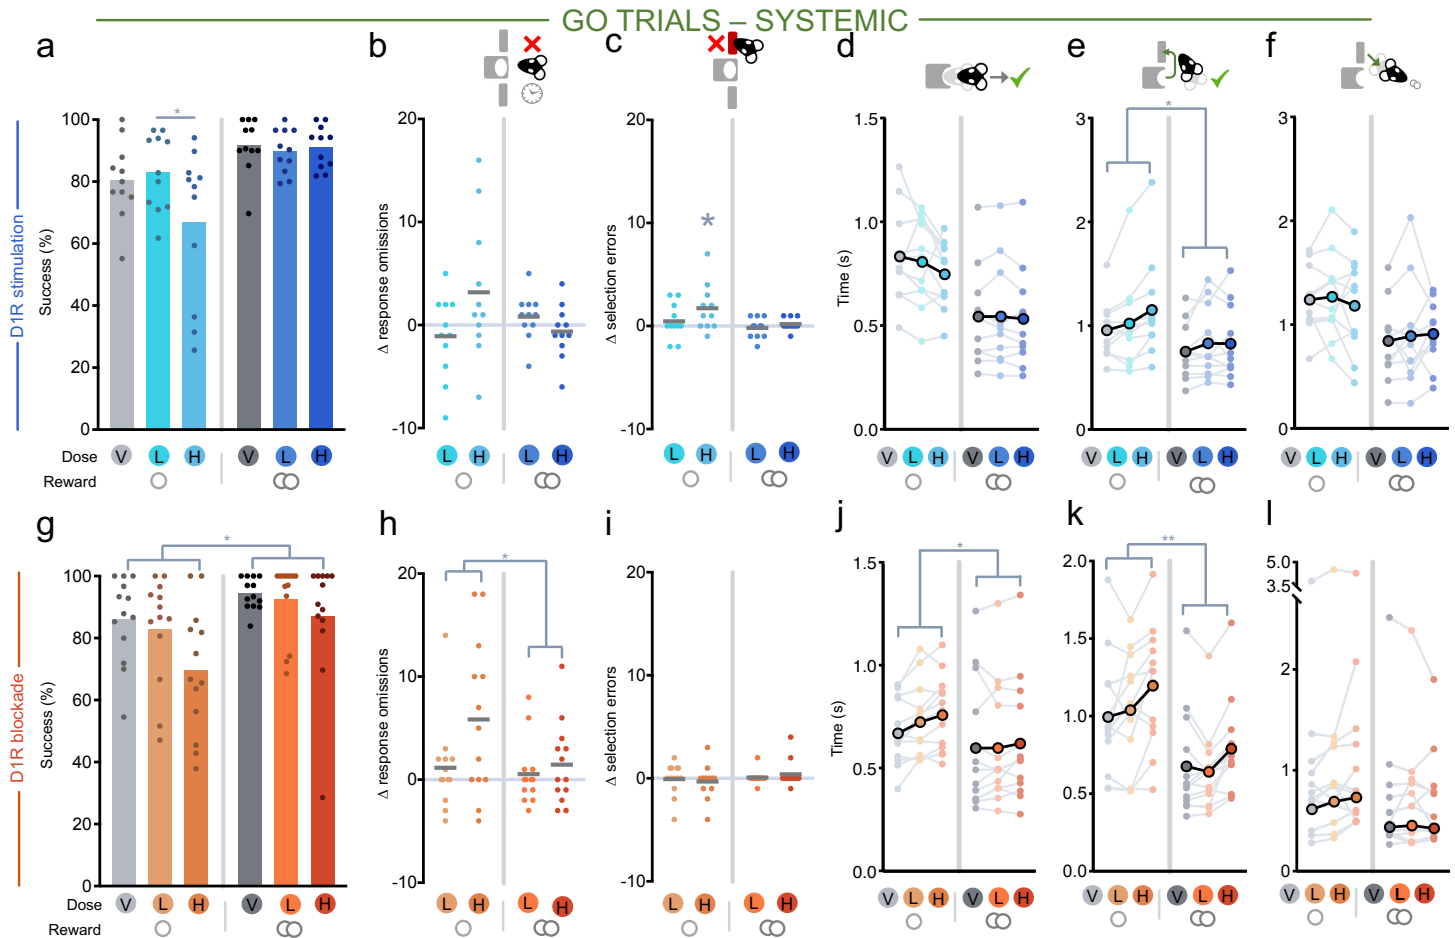 GO TRIALS – SYSTEMIC
a
b
c
d
e
f
D1R stimulation
Success (%)
100
80
60
40
20
0
*
Δ response omissions
20
10
0
-10
Δ selection errors
20
10
0
-10
*
Time (s)
1.5
1.0
0.5
0.0
3
2
1
0
*
3
2
1
0
Dose
V
L
H
V
L
H
L
H
L
H
L
H
L
H
V
L
H
V
L
H
V
L
H
V
L
H
V
L
H
V
L
H
Reward
g
h
i
j
k
l
D1R blockade
Success (%)
100
80
60
40
20
0
*
Δ response omissions
20
10
0
-10
*
Δ selection errors
20
10
0
-10
Time (s)
1.5
1.0
0.5
0.0
*
2.0
1.5
1.0
0.5
0.0
**
5.0
3.5
2
1
0
Dose
V
L
H
V
L
H
L
H
L
H
L
H
L
H
V
L
H
V
L
H
V
L
H
V
L
H
V
L
H
V
L
H
Reward